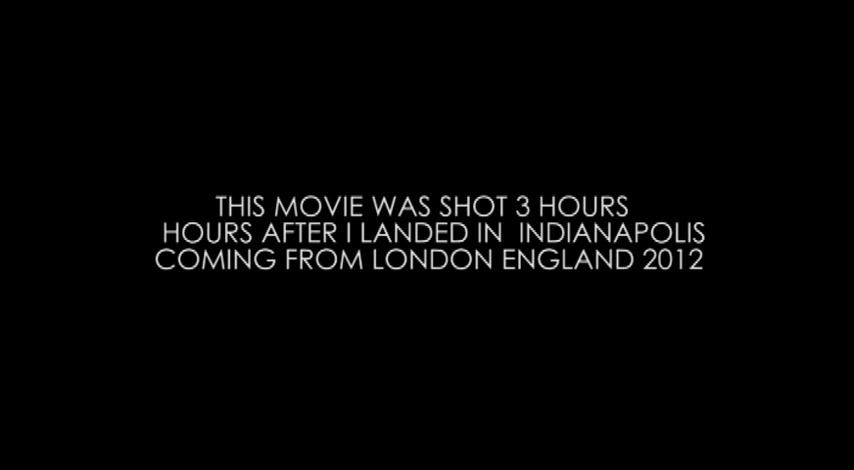 THIS MOVIE WAS SHOT 3 HOURS
HOURS AFTER I LANDED IN INDIANAPOLIS
COMING FROM LONDON ENGLAND 2012